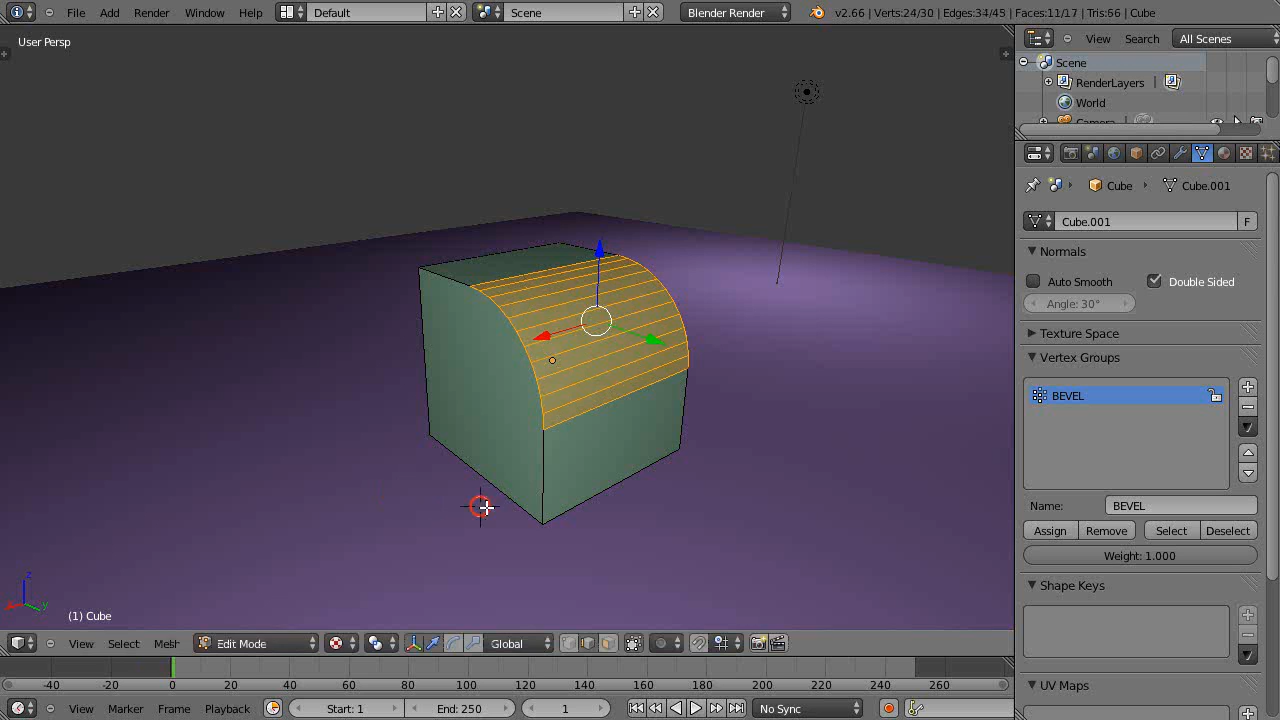 File Add Render Window Help Default Scene Blender Render v2.66 | Verts:24/30 | Edges:34/45 | Faces:11/17 | Tris:56 | Cube
User Persp
View Search All Scenes
Scene
RenderLayers |
World
Camera |
Cube Cube.001
Cube.001 F
Normals
Auto Smooth Double Sided
Angle: 30°
Texture Space
Vertex Groups
BEVEL
Name: BEVEL
Assign Remove Select Deselect
Weight: 1.000
Shape Keys
UV Maps
z
y
(1) Cube
View Select Mesh Edit Mode Global
-40 -20 0 20 40 60 80 100 120 140 160 180 200 220 240 260
View Marker Frame Playback Start: 1 End: 250 1 No Sync